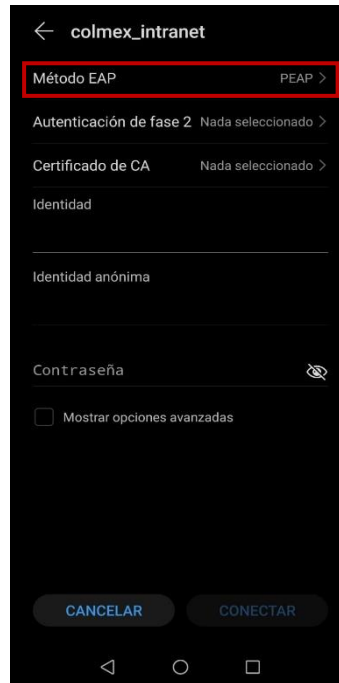 colmex_intranet
Método EAP PEAP
Autenticación de fase 2 Nada seleccionado
Certificado de CA Nada seleccionado
Identidad
Identidad anónima
Contraseña
Mostrar opciones avanzadas
CANCELAR CONECTAR